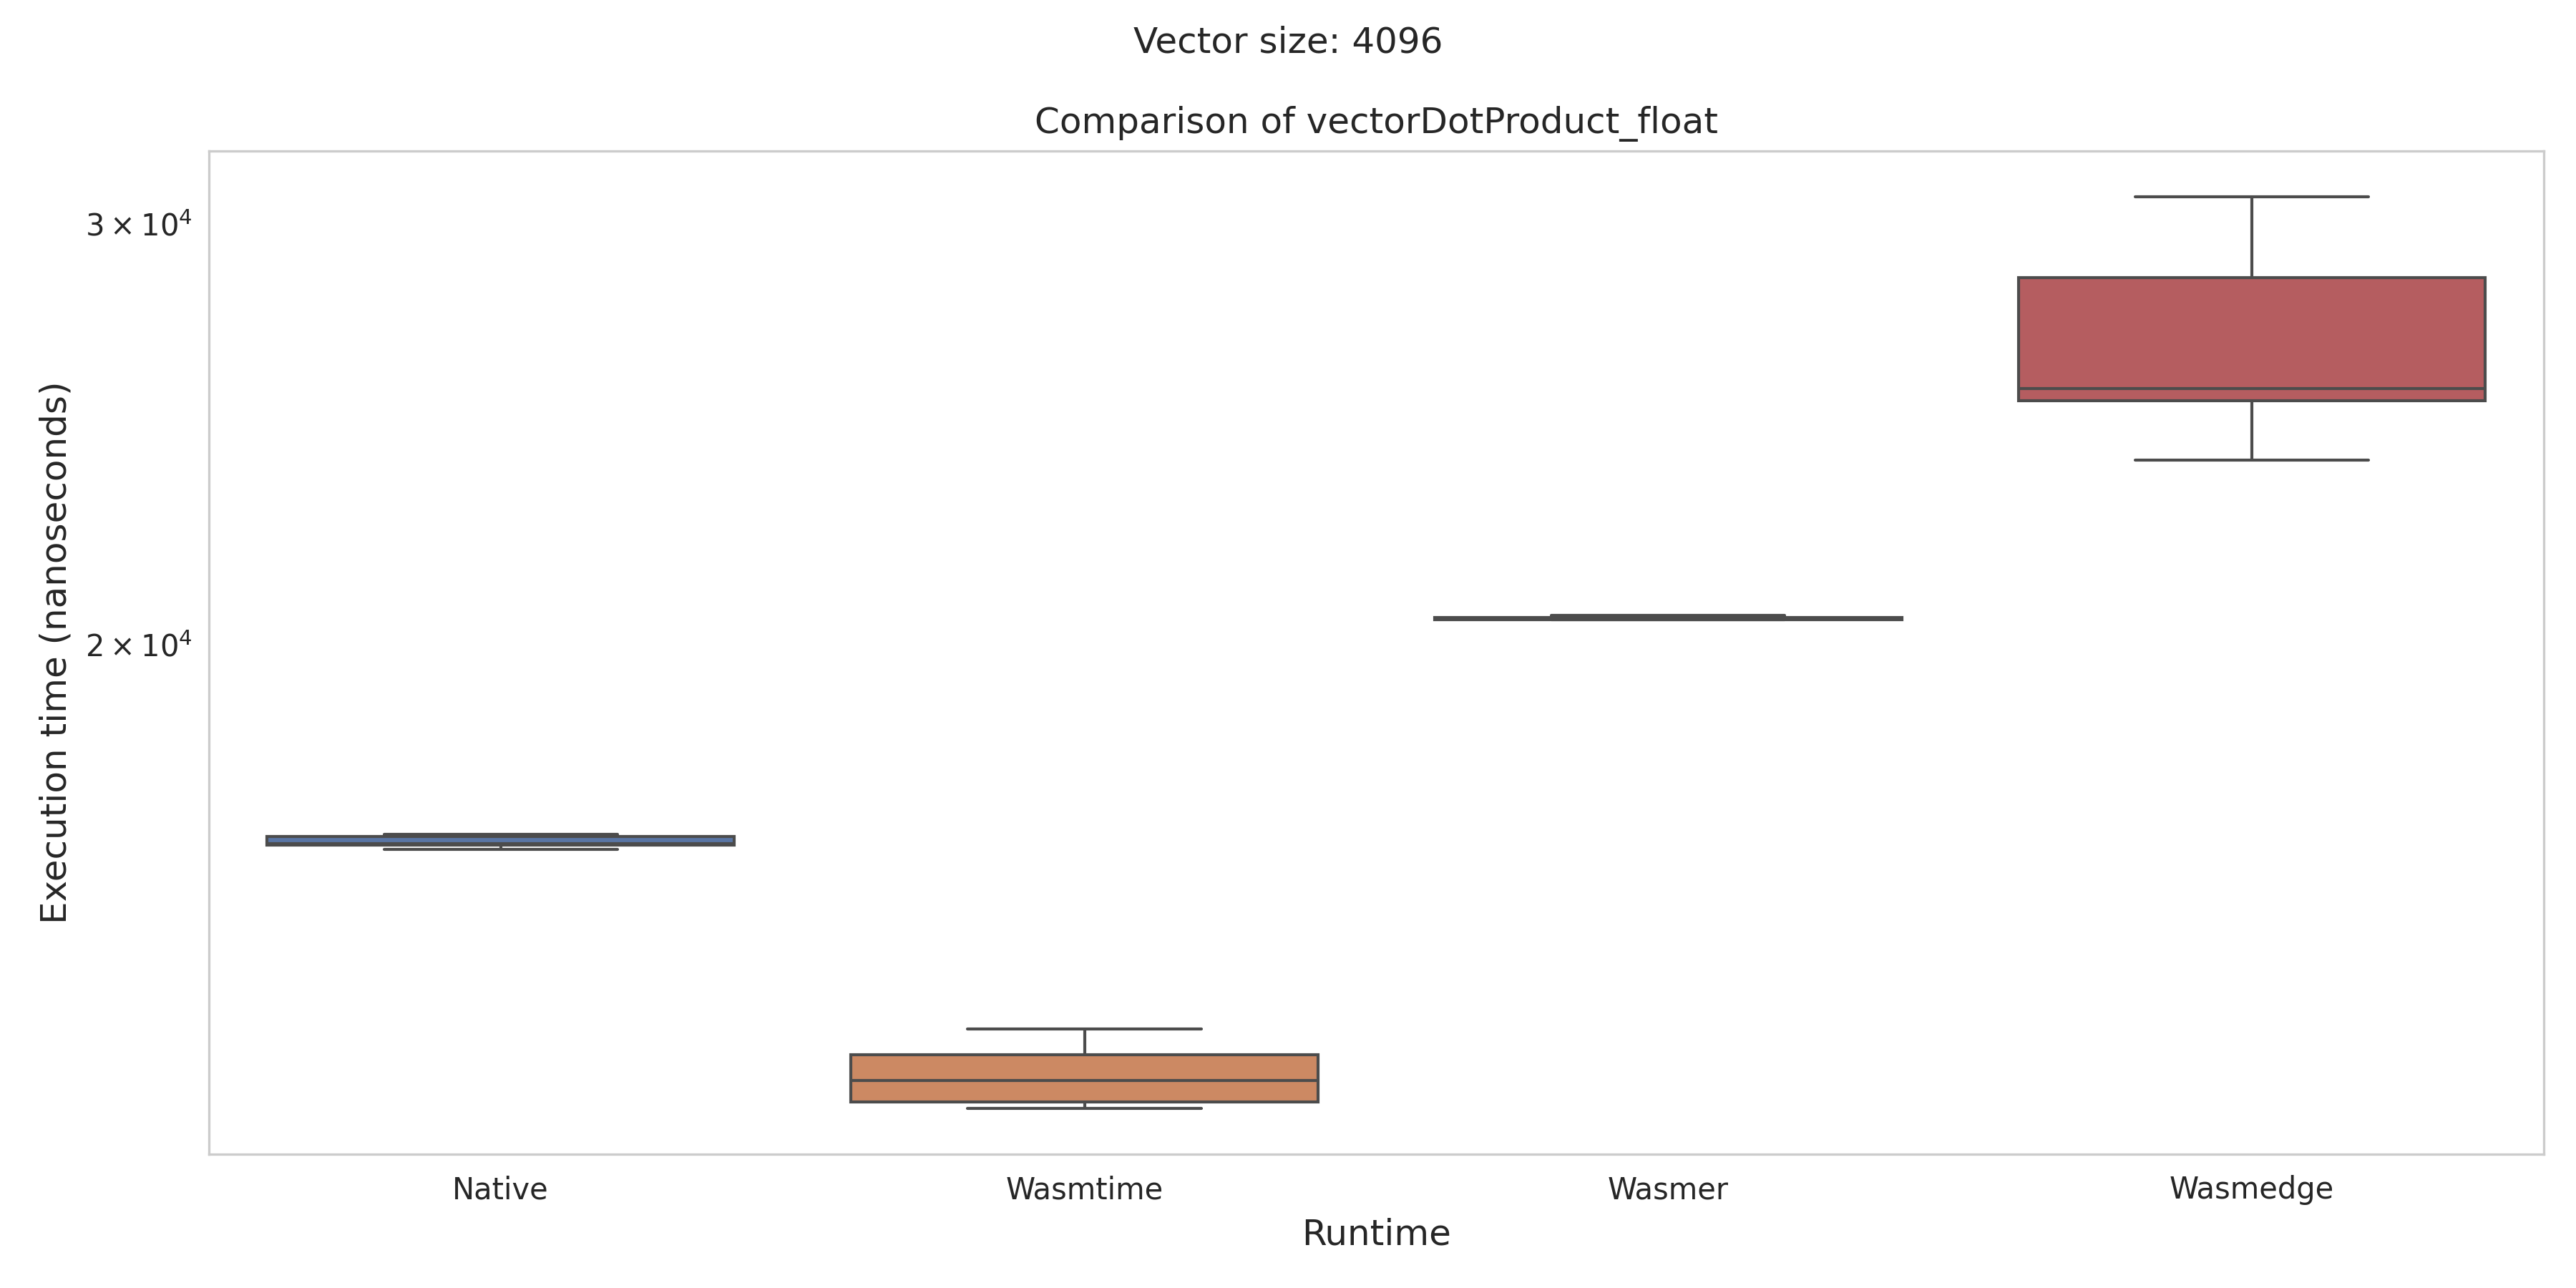 Vector size: 4096
Comparison of vectorDotProduct_float
Execution time (nanoseconds)
3 × 10⁴
2 × 10⁴
Native Wasmtime Wasmer Wasmedge
Runtime